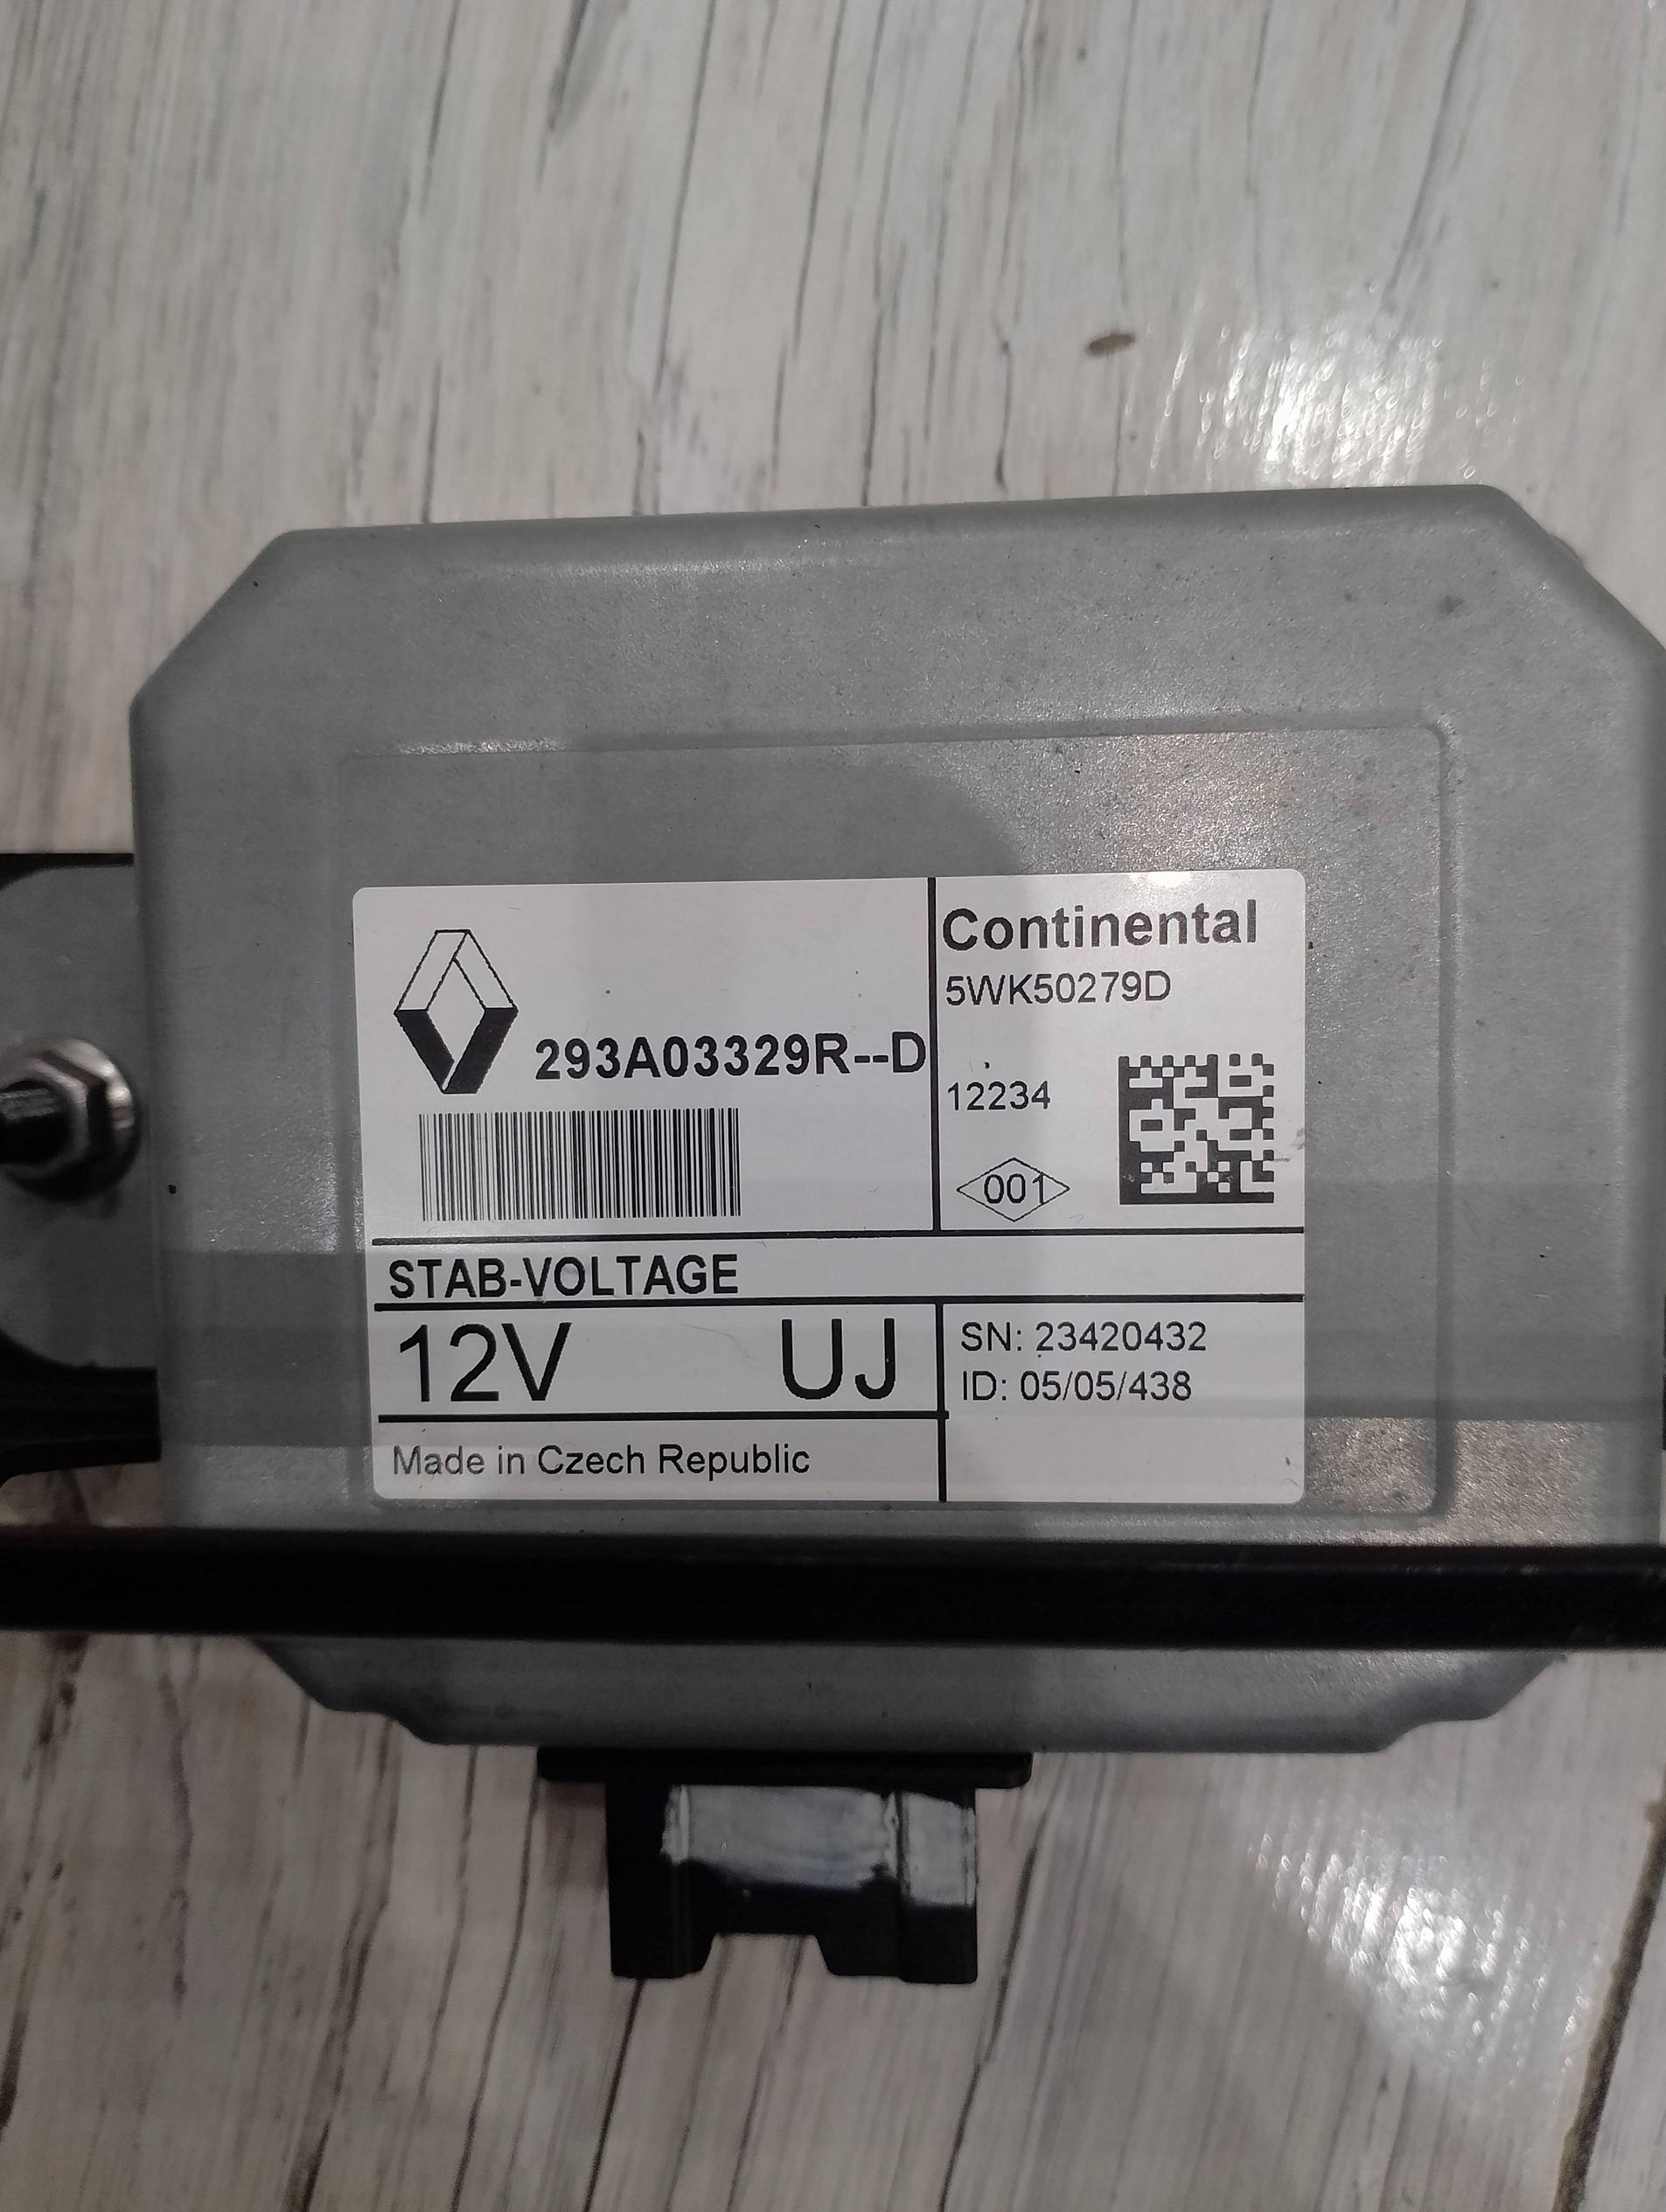 Continental
5WK50279D
293A03329R--D
12234
001
STAB-VOLTAGE
12V UJ
SN: 23420432
ID: 05/05/438
Made in Czech Republic